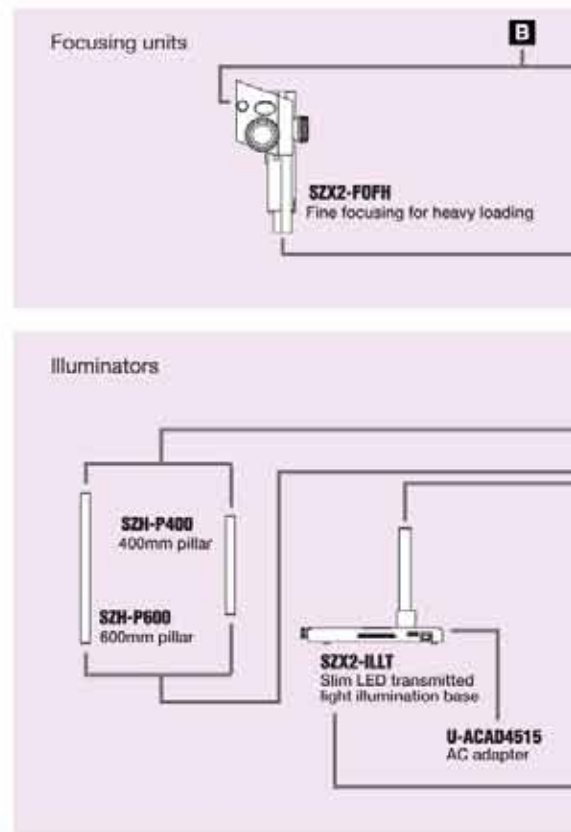 Focusing units
B
SZX2-FOFH
Fine focusing for heavy loading
Illuminators
SZH-P400
400mm pillar
SZH-P600
600mm pillar
SZX2-ILLT
Slim LED transmitted
light illumination base
U-ACAD4515
AC adapter